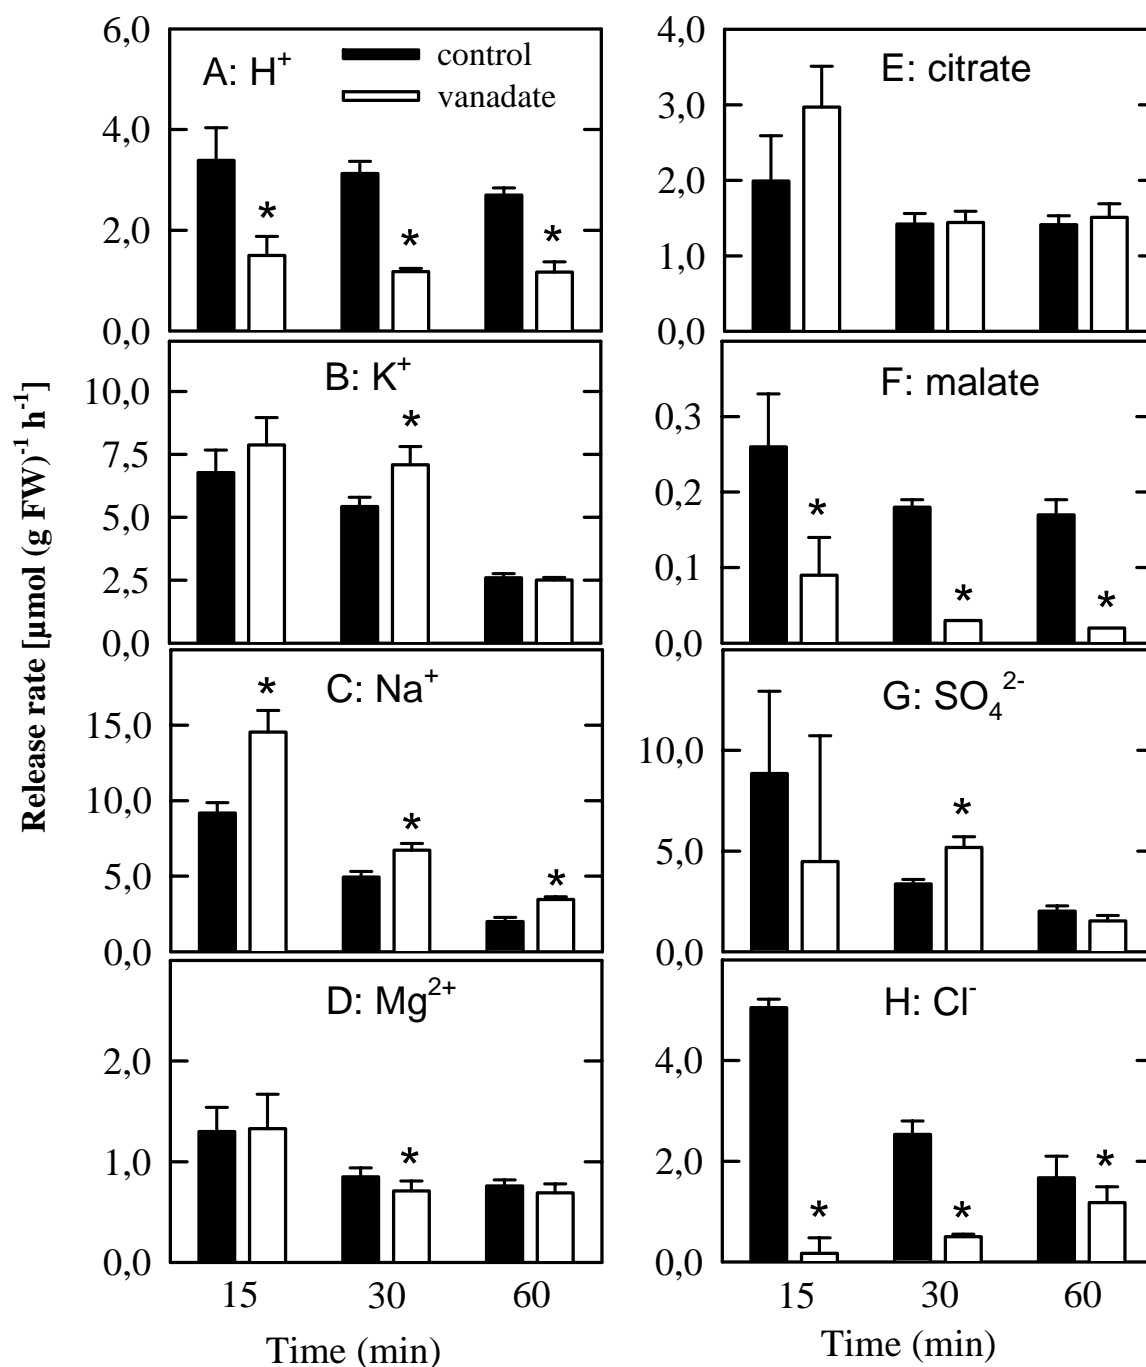 Release rate [µmol (g FW)⁻¹ h⁻¹]
A: H⁺
control
vanadate
6,0
4,0
2,0
0,0
* * *
B: K⁺
10,0
7,5
5,0
2,5
0,0
*
C: Na⁺
15,0
10,0
5,0
0,0
* * *
D: Mg²⁺
2,0
1,0
0,0
*
15 30 60
Time (min)
E: citrate
4,0
3,0
2,0
1,0
0,0
F: malate
0,3
0,2
0,1
0,0
* * *
G: SO₄²⁻
10,0
5,0
0,0
*
H: Cl⁻
4,0
2,0
0,0
* * *
15 30 60
Time (min)